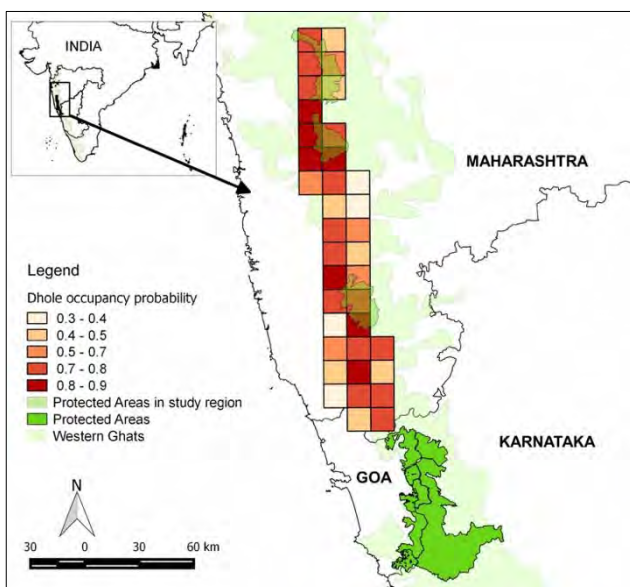 INDIA
MAHARASHTRA
Legend
Dhole occupancy probability
0.3 - 0.4
0.4 - 0.5
0.5 - 0.7
0.7 - 0.8
0.8 - 0.9
Protected Areas in study region
Protected Areas
Western Ghats
KARNATAKA
GOA
N
30 0 30 60 km